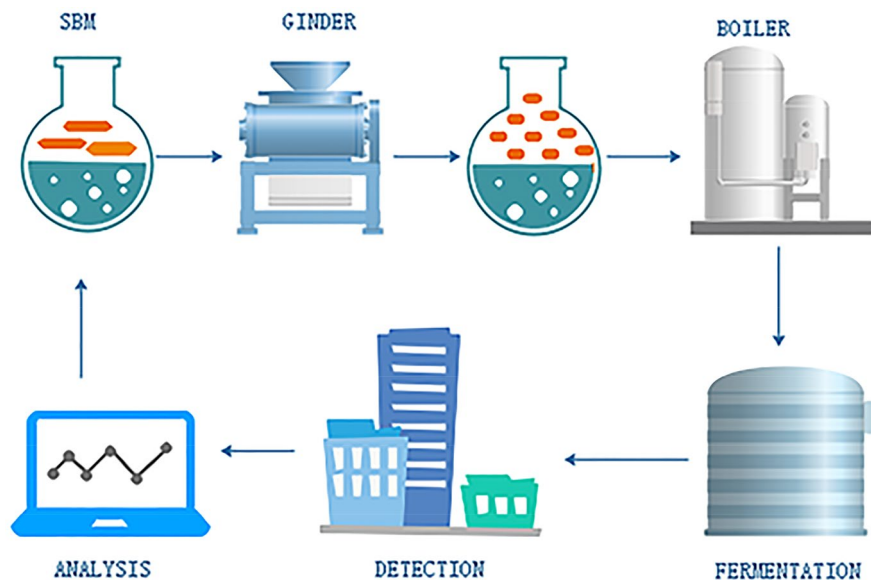 SBM
GINDER
BOILER
ANALYSIS
DETECTION
FERMENTATION